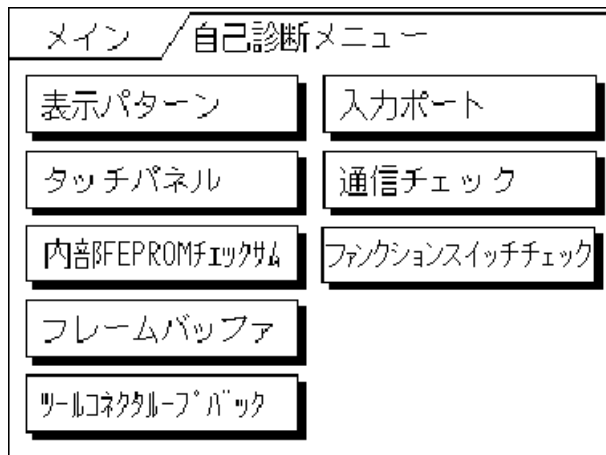 メイン / 自己診断メニュー
表示パターン
入力ポート
タッチパネル
通信チェック
内部FEPROMﾁｪｯｸｻﾑ
ファンクションスイッチチェック
フレームバッファ
ﾂｰﾙｺﾈｸﾀﾙｰﾌﾟﾊﾞｯｸ